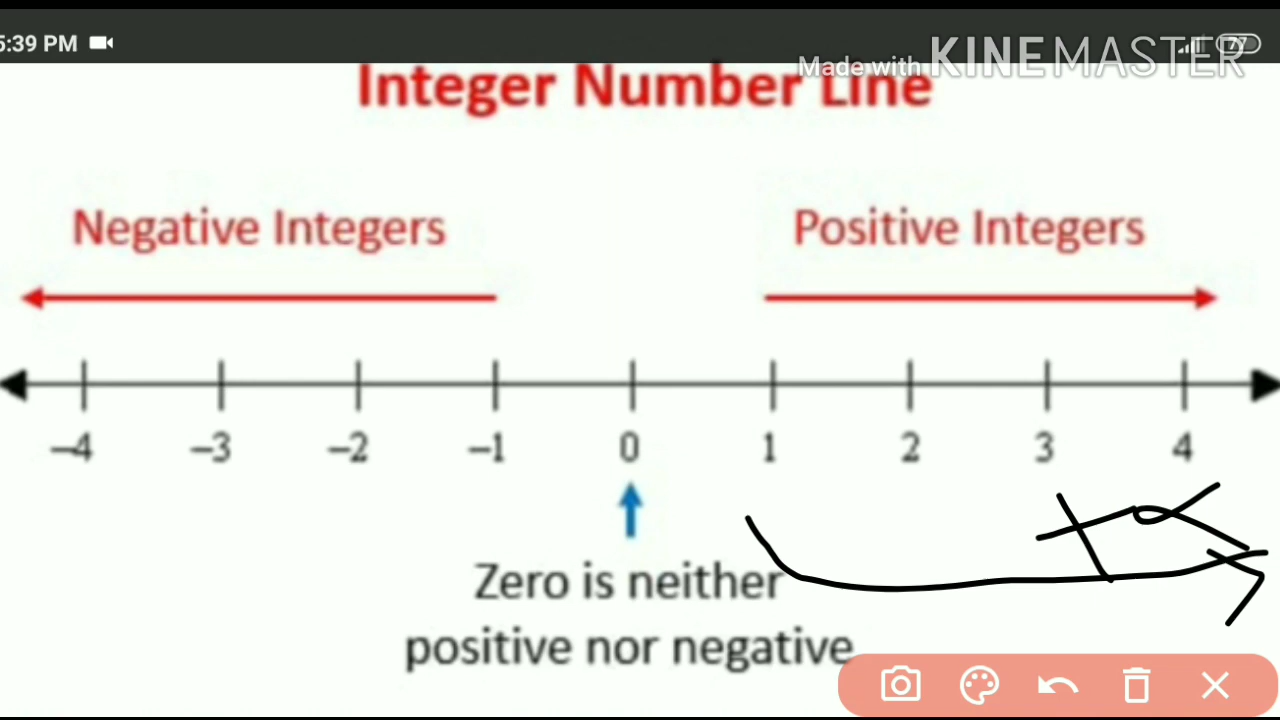 5:39 PM
77
Made with KINEMASTER
Integer Number Line
Negative Integers Positive Integers
–4 –3 –2 –1 0 1 2 3 4
Zero is neither
positive nor negative